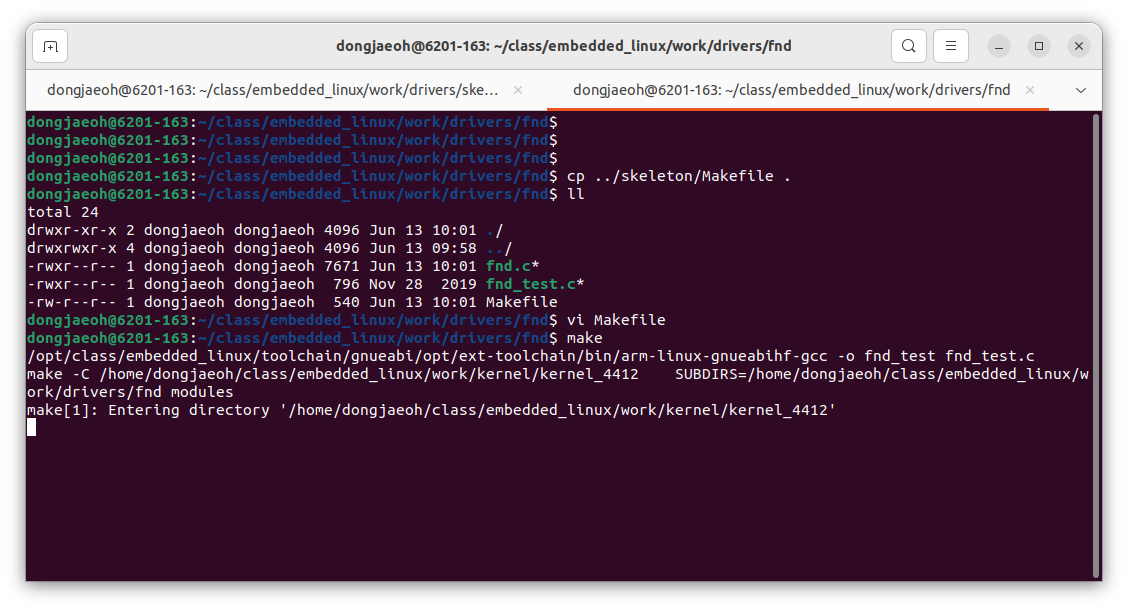 dongjaeoh@6201-163: ~/class/embedded_linux/work/drivers/fnd
dongjaeoh@6201-163: ~/class/embedded_linux/work/drivers/ske…
dongjaeoh@6201-163: ~/class/embedded_linux/work/drivers/fnd
dongjaeoh@6201-163:~/class/embedded_linux/work/drivers/fnd$
dongjaeoh@6201-163:~/class/embedded_linux/work/drivers/fnd$
dongjaeoh@6201-163:~/class/embedded_linux/work/drivers/fnd$
dongjaeoh@6201-163:~/class/embedded_linux/work/drivers/fnd$ cp ../skeleton/Makefile .
dongjaeoh@6201-163:~/class/embedded_linux/work/drivers/fnd$ ll
total 24
drwxr-xr-x 2 dongjaeoh dongjaeoh 4096 Jun 13 10:01 ./
drwxrwxr-x 4 dongjaeoh dongjaeoh 4096 Jun 13 09:58 ../
-rwxr--r-- 1 dongjaeoh dongjaeoh 7671 Jun 13 10:01 fnd.c*
-rwxr--r-- 1 dongjaeoh dongjaeoh  796 Nov 28  2019 fnd_test.c*
-rw-r--r-- 1 dongjaeoh dongjaeoh  540 Jun 13 10:01 Makefile
dongjaeoh@6201-163:~/class/embedded_linux/work/drivers/fnd$ vi Makefile
dongjaeoh@6201-163:~/class/embedded_linux/work/drivers/fnd$ make
/opt/class/embedded_linux/toolchain/gnueabi/opt/ext-toolchain/bin/arm-linux-gnueabihf-gcc -o fnd_test fnd_test.c
make -C /home/dongjaeoh/class/embedded_linux/work/kernel/kernel_4412    SUBDIRS=/home/dongjaeoh/class/embedded_linux/w
ork/drivers/fnd modules
make[1]: Entering directory '/home/dongjaeoh/class/embedded_linux/work/kernel/kernel_4412'